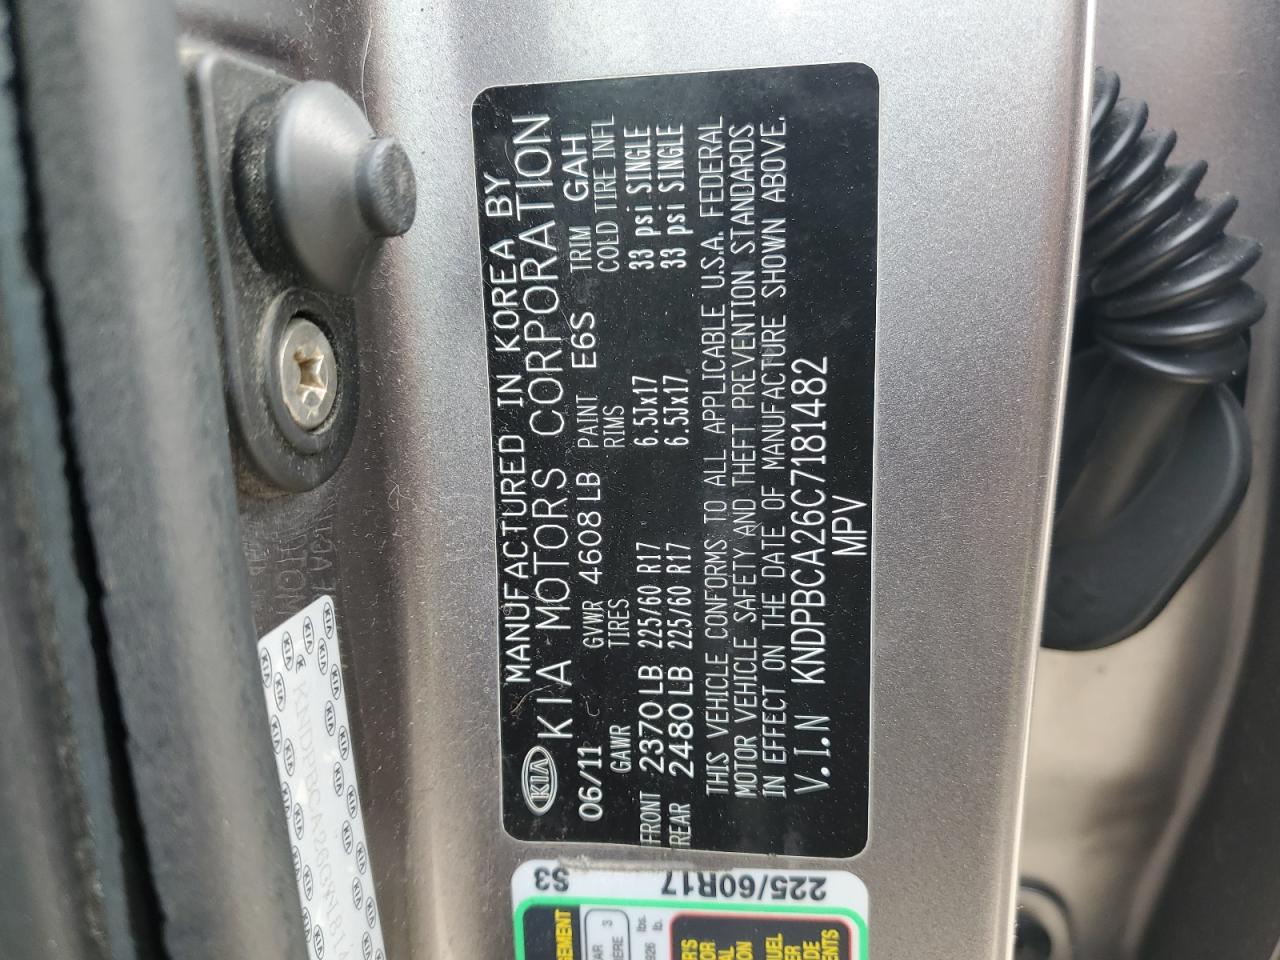 KIA
MANUFACTURED IN KOREA BY
KIA MOTORS CORPORATION
06/11 GVWR 4608 LB PAINT E6S TRIM GAH
GAWR TIRES RIMS COLD TIRE INFL
FRONT 2370 LB. 225/60 R17 6.5Jx17 33 psi SINGLE
REAR 2480 LB 225/60 R17 6.5Jx17 33 psi SINGLE
THIS VEHICLE CONFORMS TO ALL APPLICABLE U.S.A. FEDERAL
MOTOR VEHICLE SAFETY AND THEFT PREVENTION STANDARDS
IN EFFECT ON THE DATE OF MANUFACTURE SHOWN ABOVE.
V.I.N KNDPBCA26C7181482
MPV
S3
225/60R17